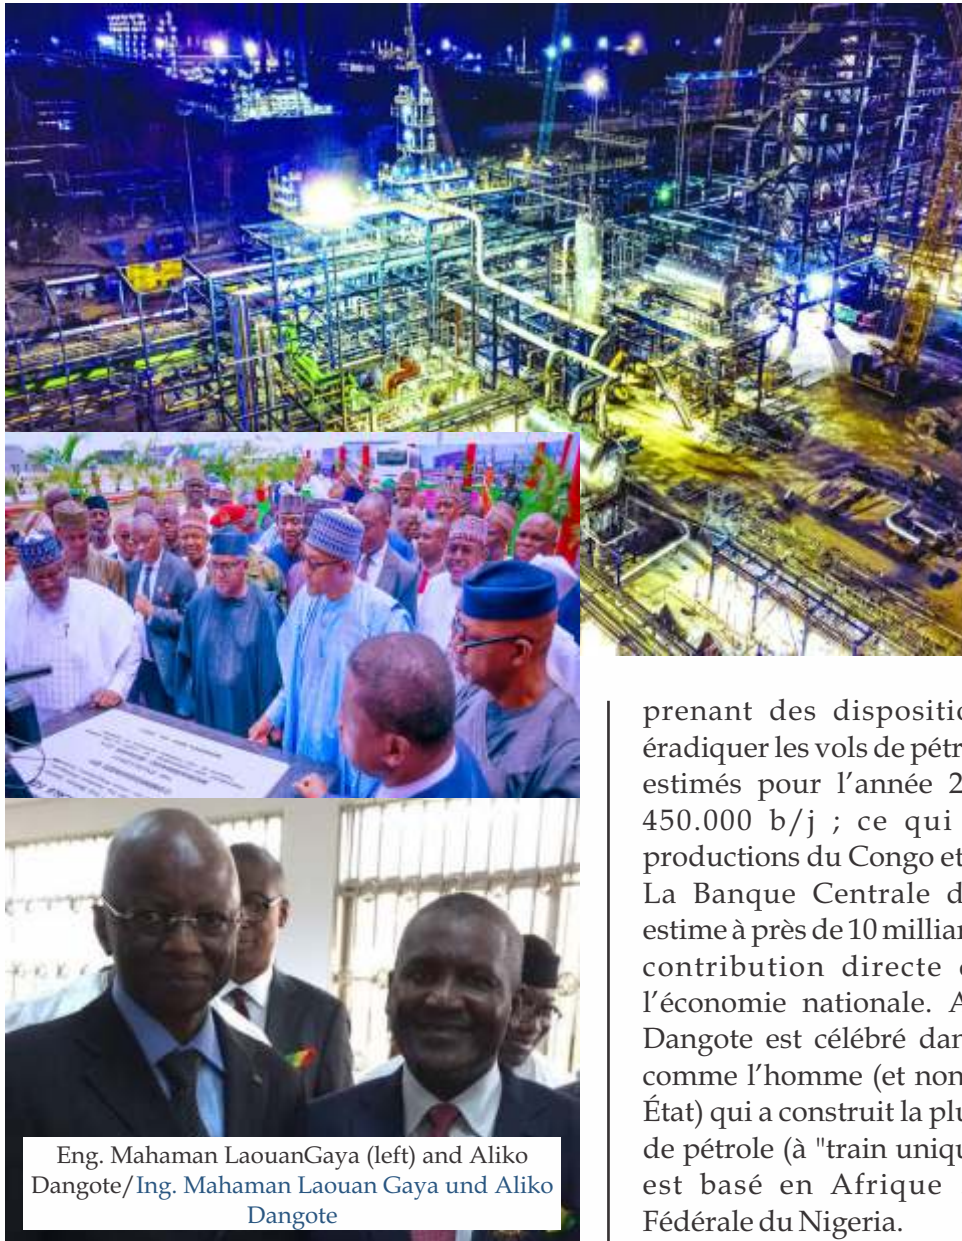 prenant des dispositio
éradiquer les vols de pétr
estimés pour l’année 2
450.000 b/j ; ce qui
productions du Congo et
La Banque Centrale d
estime à près de 10 milliar
contribution directe
l’économie nationale. A
Dangote est célébré dan
comme l’homme (et non
État) qui a construit la plu
de pétrole (à "train uniqu
est basé en Afrique
Fédérale du Nigeria.
Eng. Mahaman LaouanGaya (left) and Aliko
Dangote/Ing. Mahaman Laouan Gaya und Aliko
Dangote